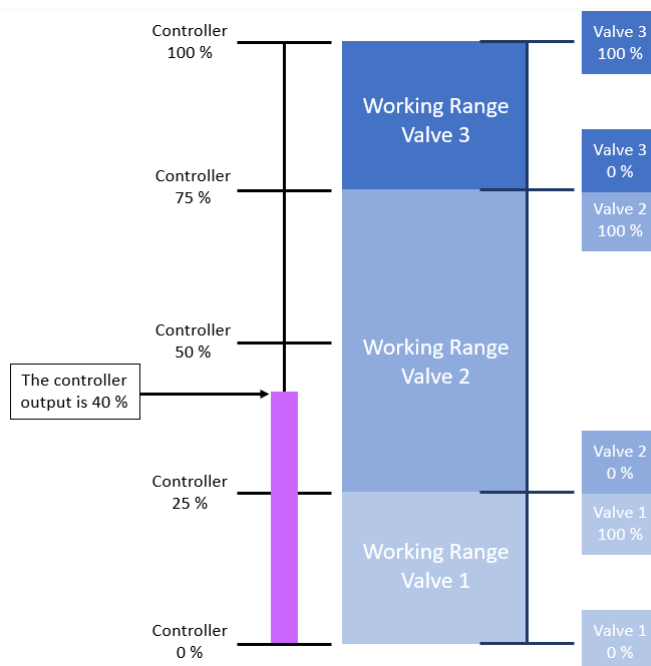 Controller
100 %
Valve 3
100 %
Working Range
Valve 3
Valve 3
0 %
Controller
75 %
Valve 2
100 %
Controller
50 %
Working Range
Valve 2
The controller
output is 40 %
Valve 2
0 %
Controller
25 %
Valve 1
100 %
Working Range
Valve 1
Controller
0 %
Valve 1
0 %